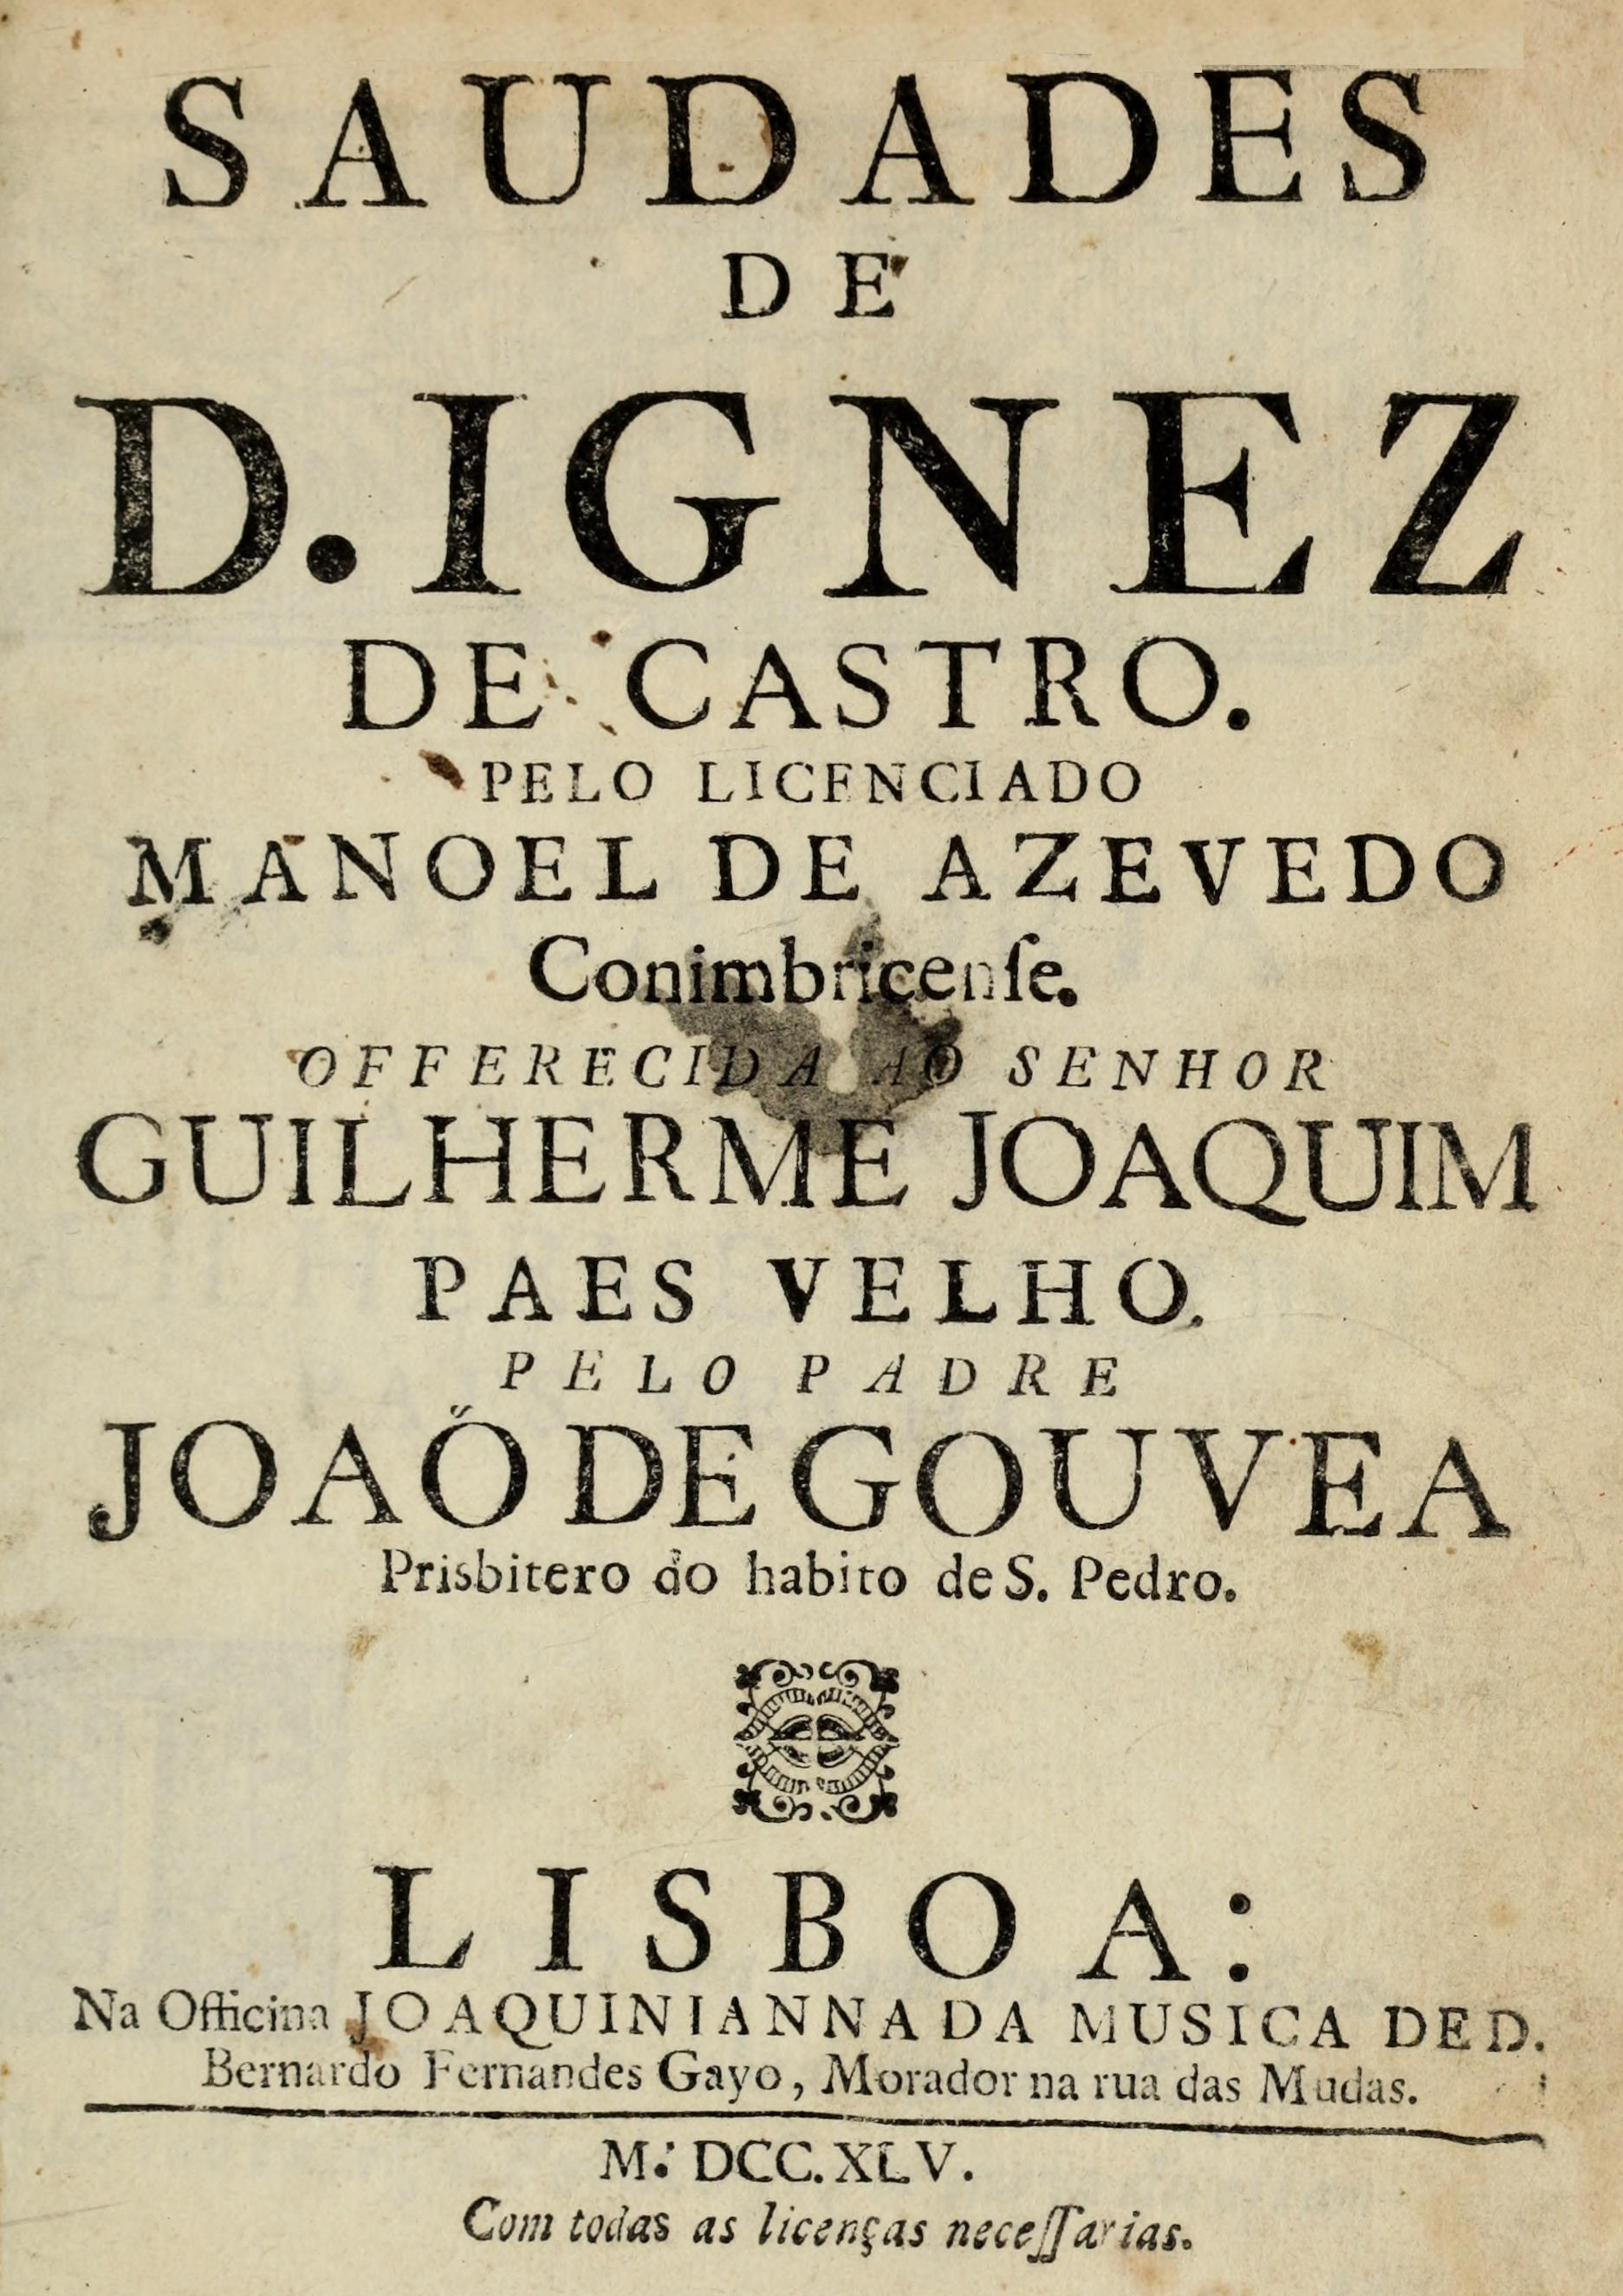 SAUDADES
DE
D. IGNEZ
DE CASTRO.
PELO LICENCIADO
MANOEL DE AZEVEDO
Conimbricenſe.
OFFERECIDA AO SENHOR
GUILHERME JOAQUIM
PAES VELHO.
PELO PADRE
JOAŐ DE GOUVEA
Prisbitero do habito de S. Pedro.
LISBOA:
Na Officina JOAQUINIANNA DA MUSICA DE D.
Bernardo Fernandes Gayo, Morador na rua das Mudas.
M. DCC. XLV.
Com todas as licenças neceſſarias.